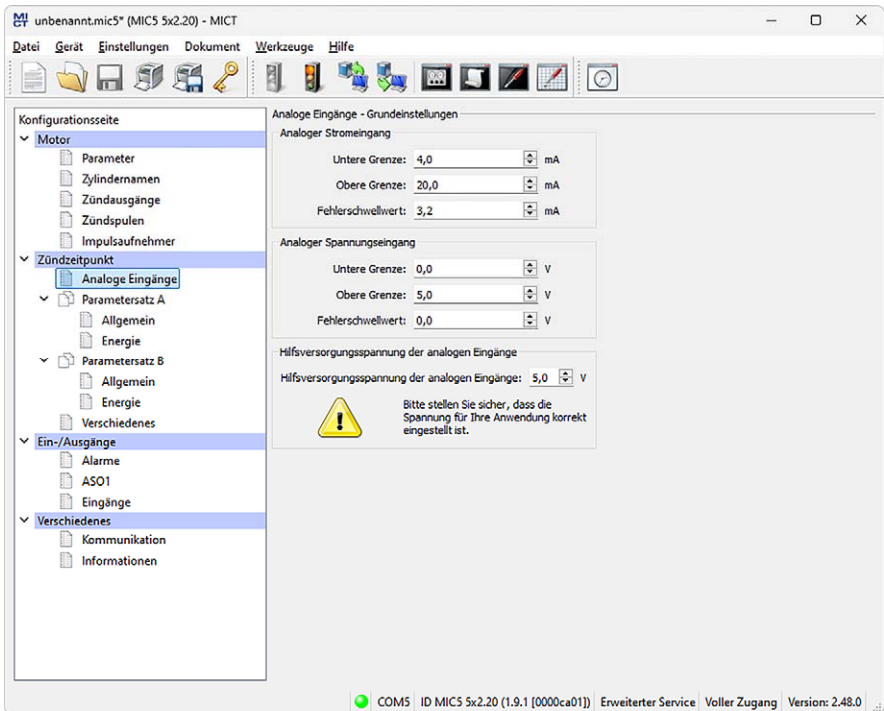 MICT unbenannt.mic5* (MIC5 5x2.20) - MICT
Datei Gerät Einstellungen Dokument Werkzeuge Hilfe
Konfigurationsseite
Motor
Parameter
Zylindernamen
Zündausgänge
Zündspulen
Impulsaufnehmer
Zündzeitpunkt
Analoge Eingänge
Parametersatz A
Allgemein
Energie
Parametersatz B
Allgemein
Energie
Verschiedenes
Ein-/Ausgänge
Alarme
ASO1
Eingänge
Verschiedenes
Kommunikation
Informationen
Analoge Eingänge - Grundeinstellungen
Analoger Stromeingang
Untere Grenze: 4,0 mA
Obere Grenze: 20,0 mA
Fehlerschwellwert: 3,2 mA
Analoger Spannungseingang
Untere Grenze: 0,0 V
Obere Grenze: 5,0 V
Fehlerschwellwert: 0,0 V
Hilfsversorgungsspannung der analogen Eingänge
Hilfsversorgungsspannung der analogen Eingänge: 5,0 V
Bitte stellen Sie sicher, dass die
Spannung für Ihre Anwendung korrekt
eingestellt ist.
COM5 ID MIC5 5x2.20 (1.9.1 [0000ca01]) Erweiterter Service Voller Zugang Version: 2.48.0